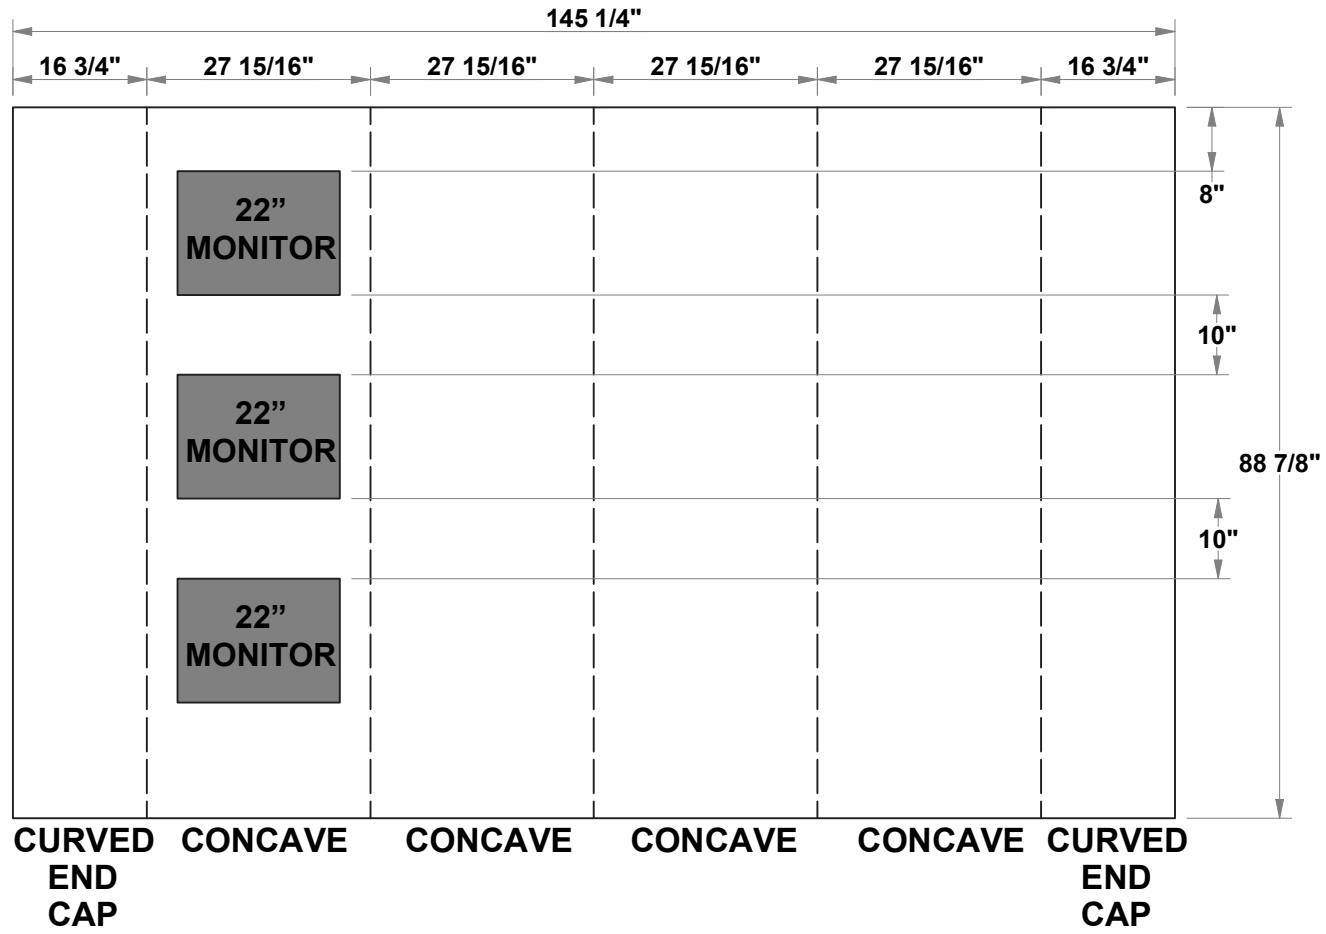 145 1/4"
16 3/4"
27 15/16"
27 15/16"
27 15/16"
27 15/16"
16 3/4"
8"
22”
MONITOR
10"
22”
MONITOR
88 7/8"
10"
22”
MONITOR
CURVED
END
CAP
CONCAVE
CONCAVE
CONCAVE
CONCAVE
CURVED
END
CAP